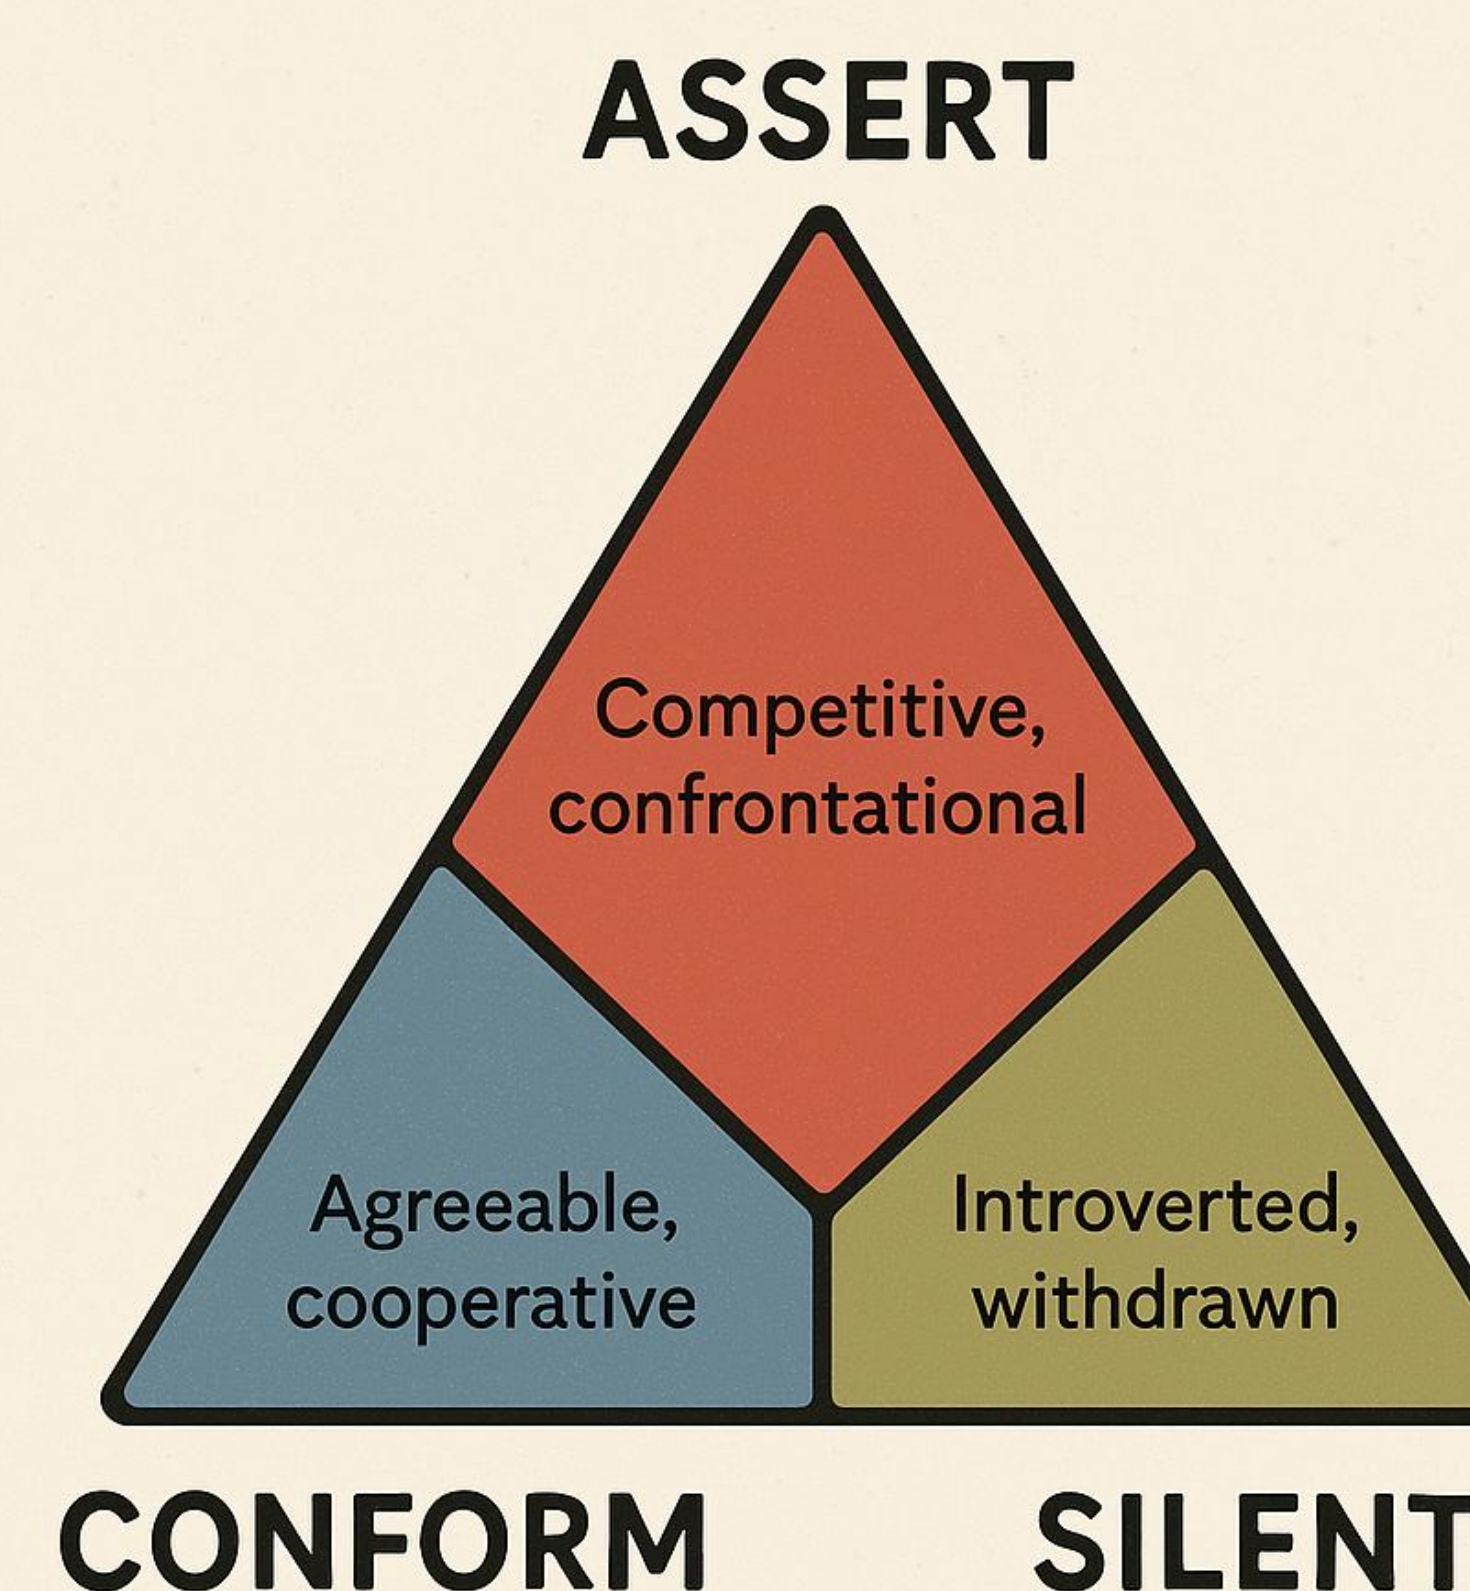 ASSERT
Competitive,
confrontational
Agreeable,
cooperative
Introverted,
withdrawn
CONFORM
SILENT